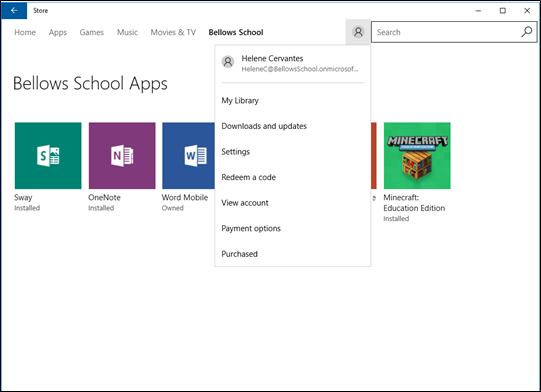 Store
Home Apps Games Music Movies & TV Bellows School
Search
Helene Cervantes
HeleneC@BellowsSchool.onmicrosof...
My Library
Downloads and updates
Settings
Redeem a code
View account
Payment options
Purchased
Bellows School Apps
S
N
W
MINECRAFT
Sway
Installed
OneNote
Installed
Word Mobile
Owned
e
Minecraft:
Education Edition
Installed